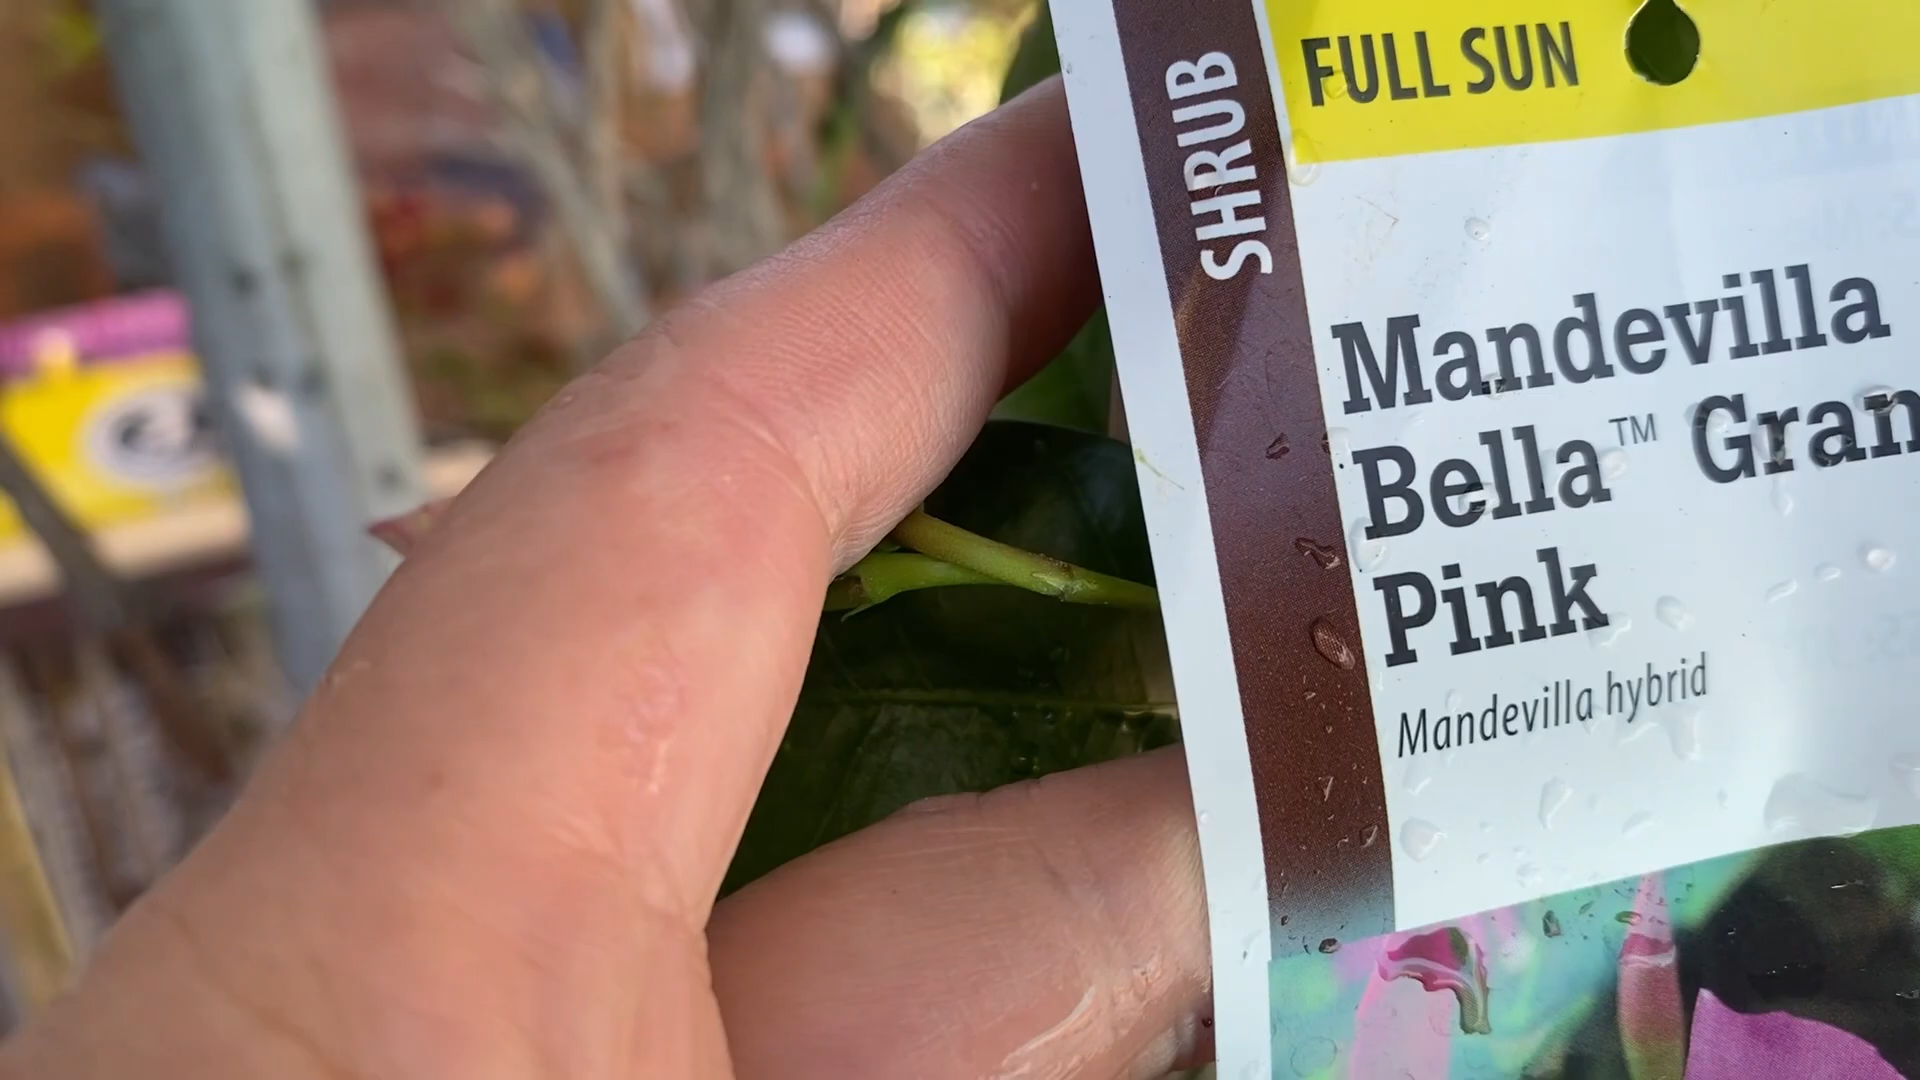 SHRUB
FULL SUN
Mandevilla
Bella™ Gran
Pink
Mandevilla hybrid